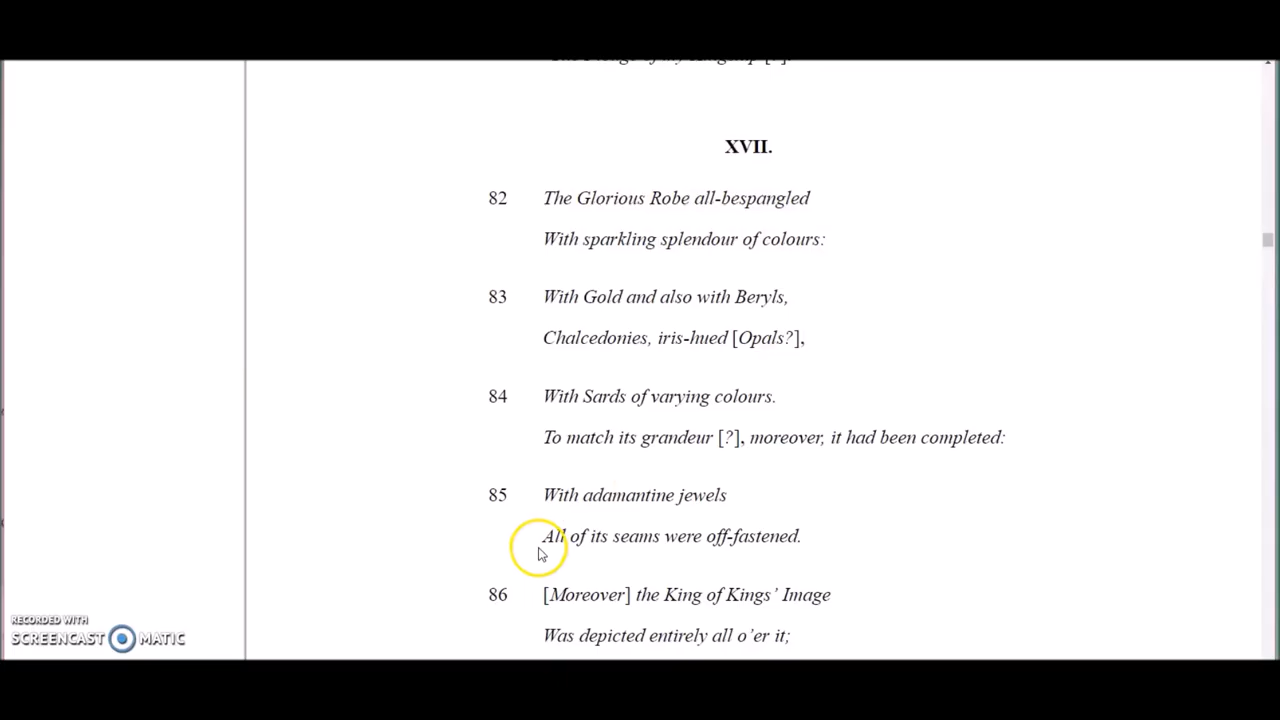 XVII.
82 The Glorious Robe all-bespangled
With sparkling splendour of colours:
83 With Gold and also with Beryls,
Chalcedonies, iris-hued [Opals?],
84 With Sards of varying colours.
To match its grandeur [?], moreover, it had been completed:
85 With adamantine jewels
All of its seams were off-fastened.
86 [Moreover] the King of Kings’ Image
Was depicted entirely all o’er it;
RECORDED WITH
SCREENCAST MATIC